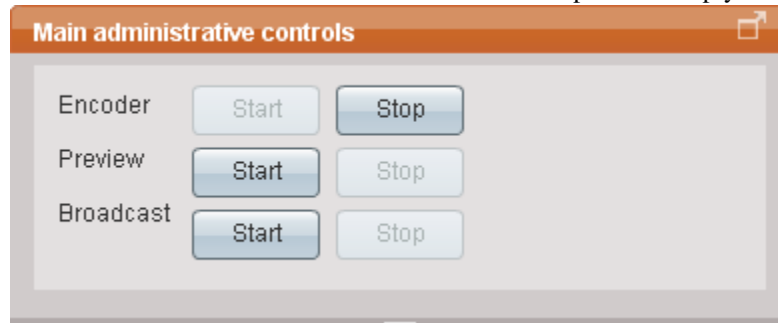 Main administrative controls
Encoder Start Stop
Preview Start Stop
Broadcast Start Stop